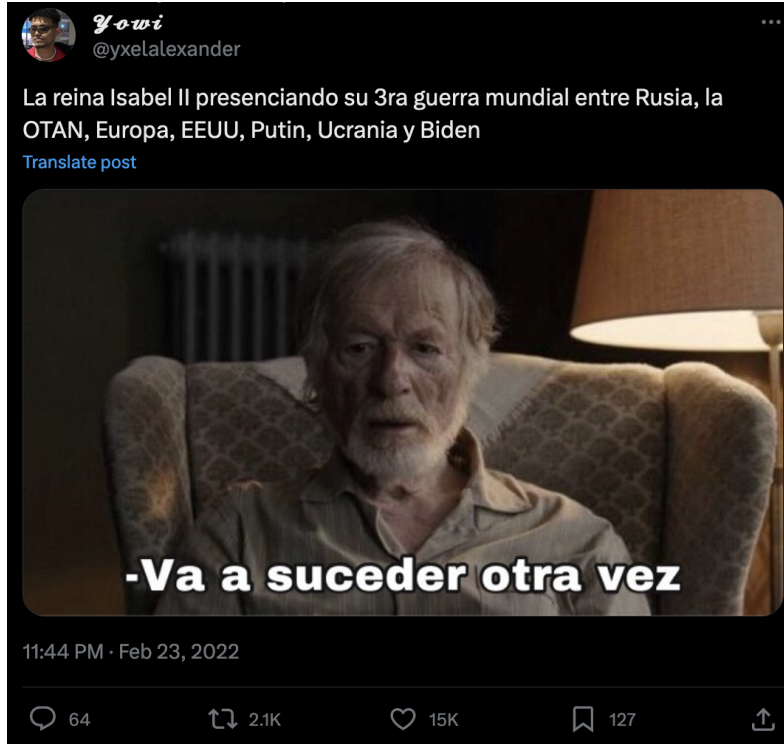 Yowi
@yxelalexander
La reina Isabel II presenciando su 3ra guerra mundial entre Rusia, la
OTAN, Europa, EEUU, Putin, Ucrania y Biden
Translate post
-Va a suceder otra vez
11:44 PM · Feb 23, 2022
64 2.1K 15K 127